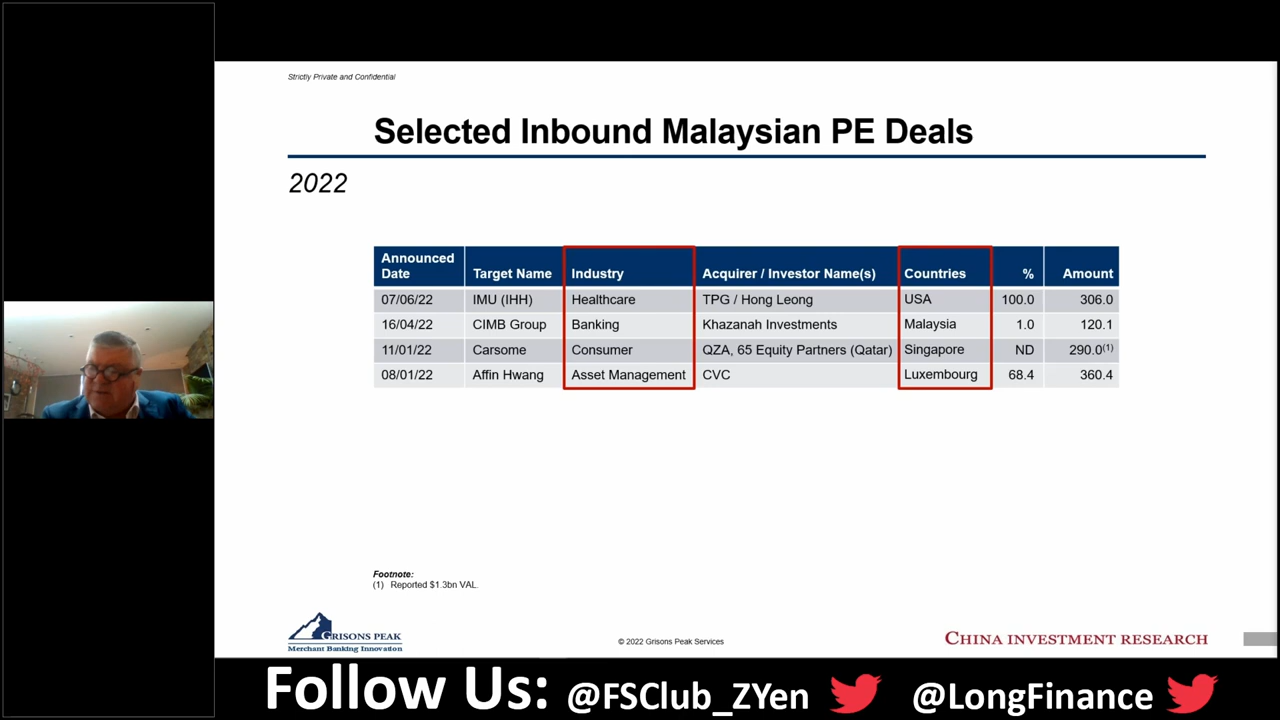 Strictly Private and Confidential
Selected Inbound Malaysian PE Deals
2022
Announced Date Target Name Industry Acquirer / Investor Name(s) Countries % Amount
07/06/22 IMU (IHH) Healthcare TPG / Hong Leong USA 100.0 306.0
16/04/22 CIMB Group Banking Khazanah Investments Malaysia 1.0 120.1
11/01/22 Carsome Consumer QZA, 65 Equity Partners (Qatar) Singapore ND 290.0(1)
08/01/22 Affin Hwang Asset Management CVC Luxembourg 68.4 360.4
Footnote:
(1) Reported $1.3bn VAL.
GRISONS PEAK
Merchant Banking Innovation
© 2022 Grisons Peak Services
CHINA INVESTMENT RESEARCH
Follow Us: @FSClub_ZYen @LongFinance